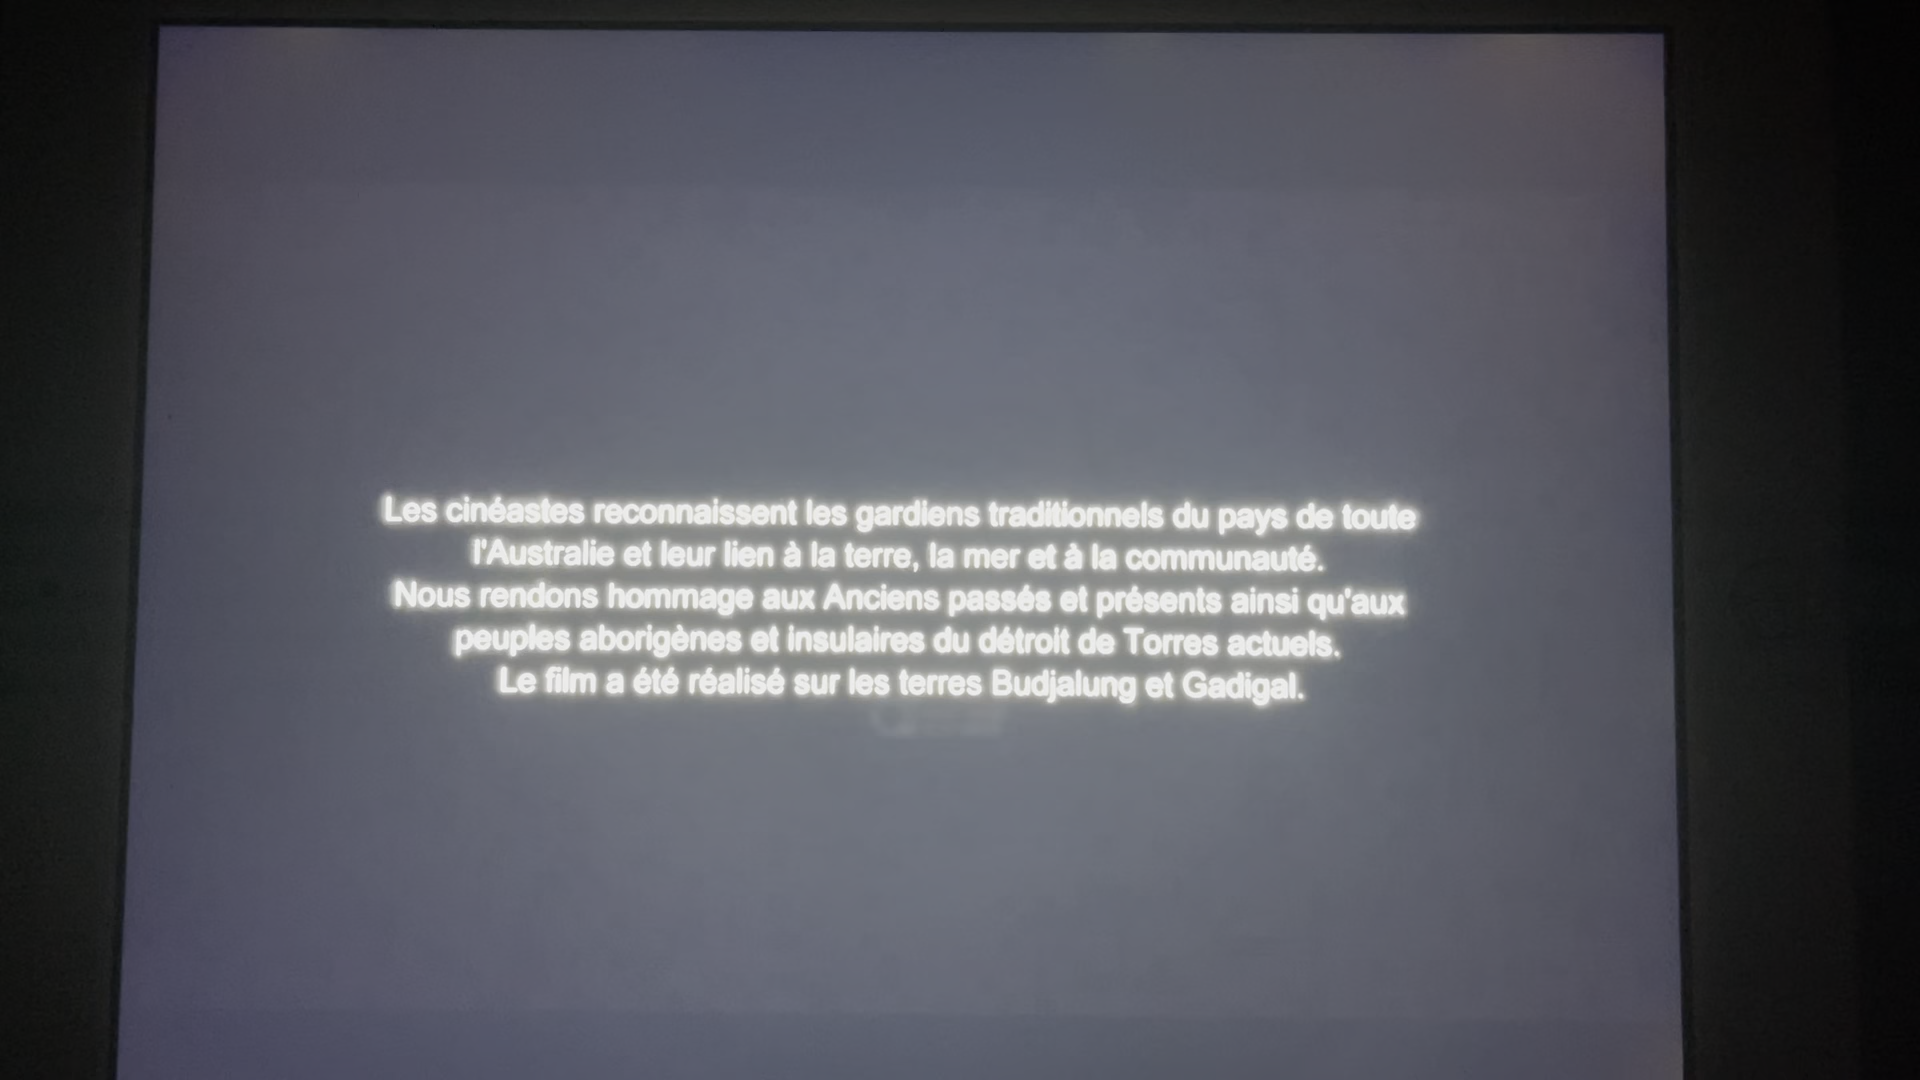 Les cinéastes reconnaissent les gardiens traditionnels du pays de toute
l'Australie et leur lien à la terre, la mer et à la communauté.
Nous rendons hommage aux Anciens passés et présents ainsi qu'aux
peuples aborigènes et insulaires du détroit de Torres actuels.
Le film a été réalisé sur les terres Budjalung et Gadigal.